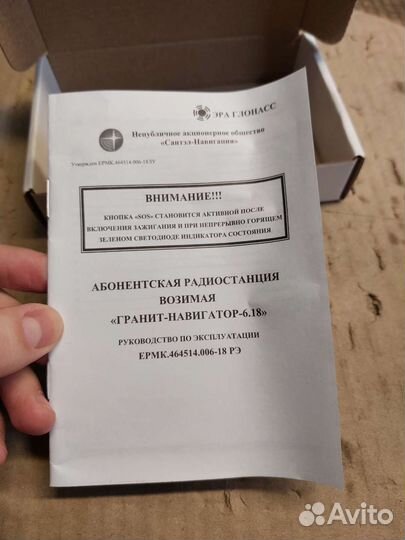 ЭРА ГЛОНАСС
Непубличное акционерное общество
«Сантэл-Навигация»
Утвержден ЕРМК.464514.006-18 ЛУ
ВНИМАНИЕ!!!
КНОПКА «SOS» СТАНОВИТСЯ АКТИВНОЙ ПОСЛЕ
ВКЛЮЧЕНИЯ ЗАЖИГАНИЯ И ПРИ НЕПРЕРЫВНО ГОРЯЩЕМ
ЗЕЛЕНОМ СВЕТОДИОДЕ ИНДИКАТОРА СОСТОЯНИЯ
АБОНЕНТСКАЯ РАДИОСТАНЦИЯ
ВОЗИМАЯ
«ГРАНИТ-НАВИГАТОР-6.18»
РУКОВОДСТВО ПО ЭКСПЛУАТАЦИИ
ЕРМК.464514.006-18 РЭ
Avito